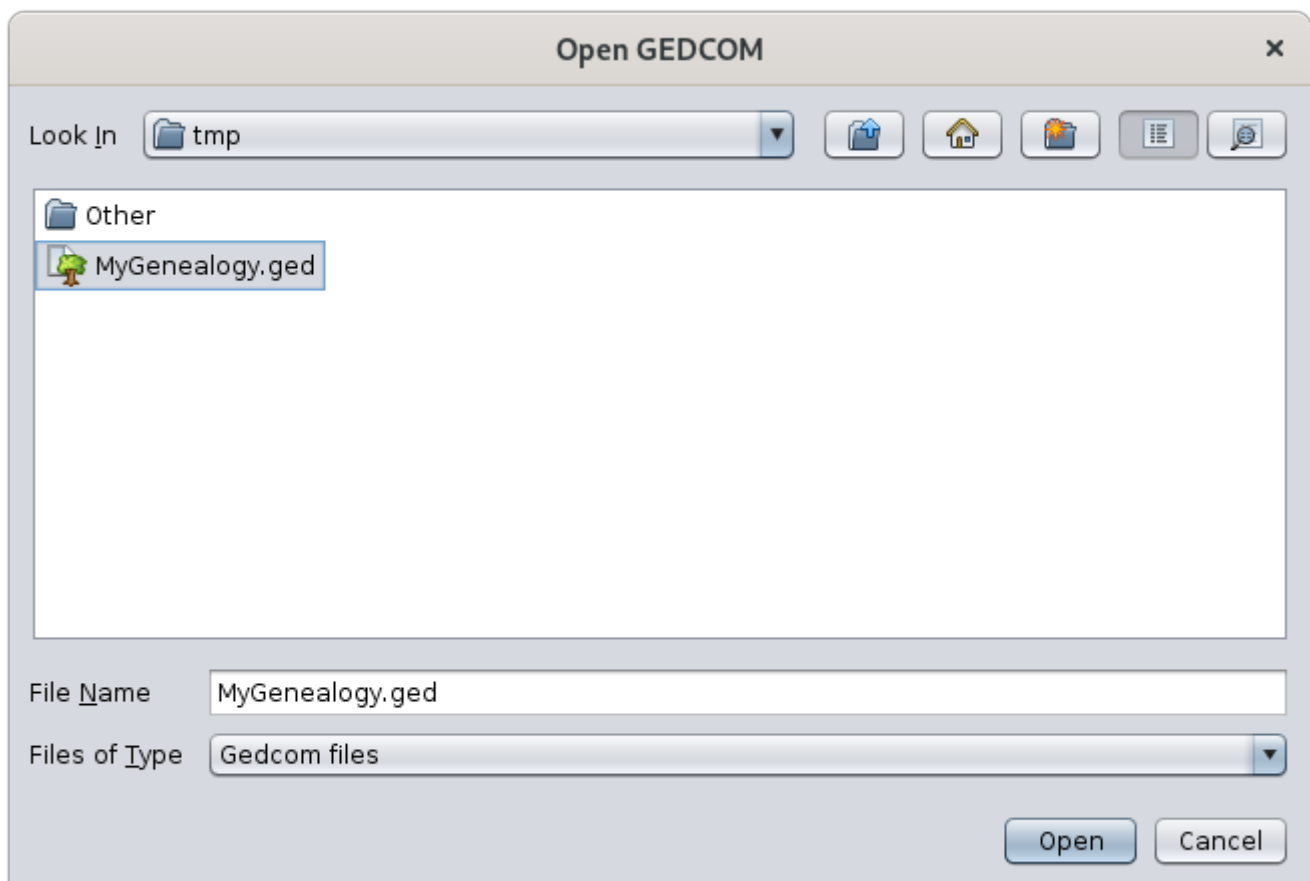 Open GEDCOM
Look In tmp
Other
MyGenealogy.ged
File Name MyGenealogy.ged
Files of Type Gedcom files
Open Cancel